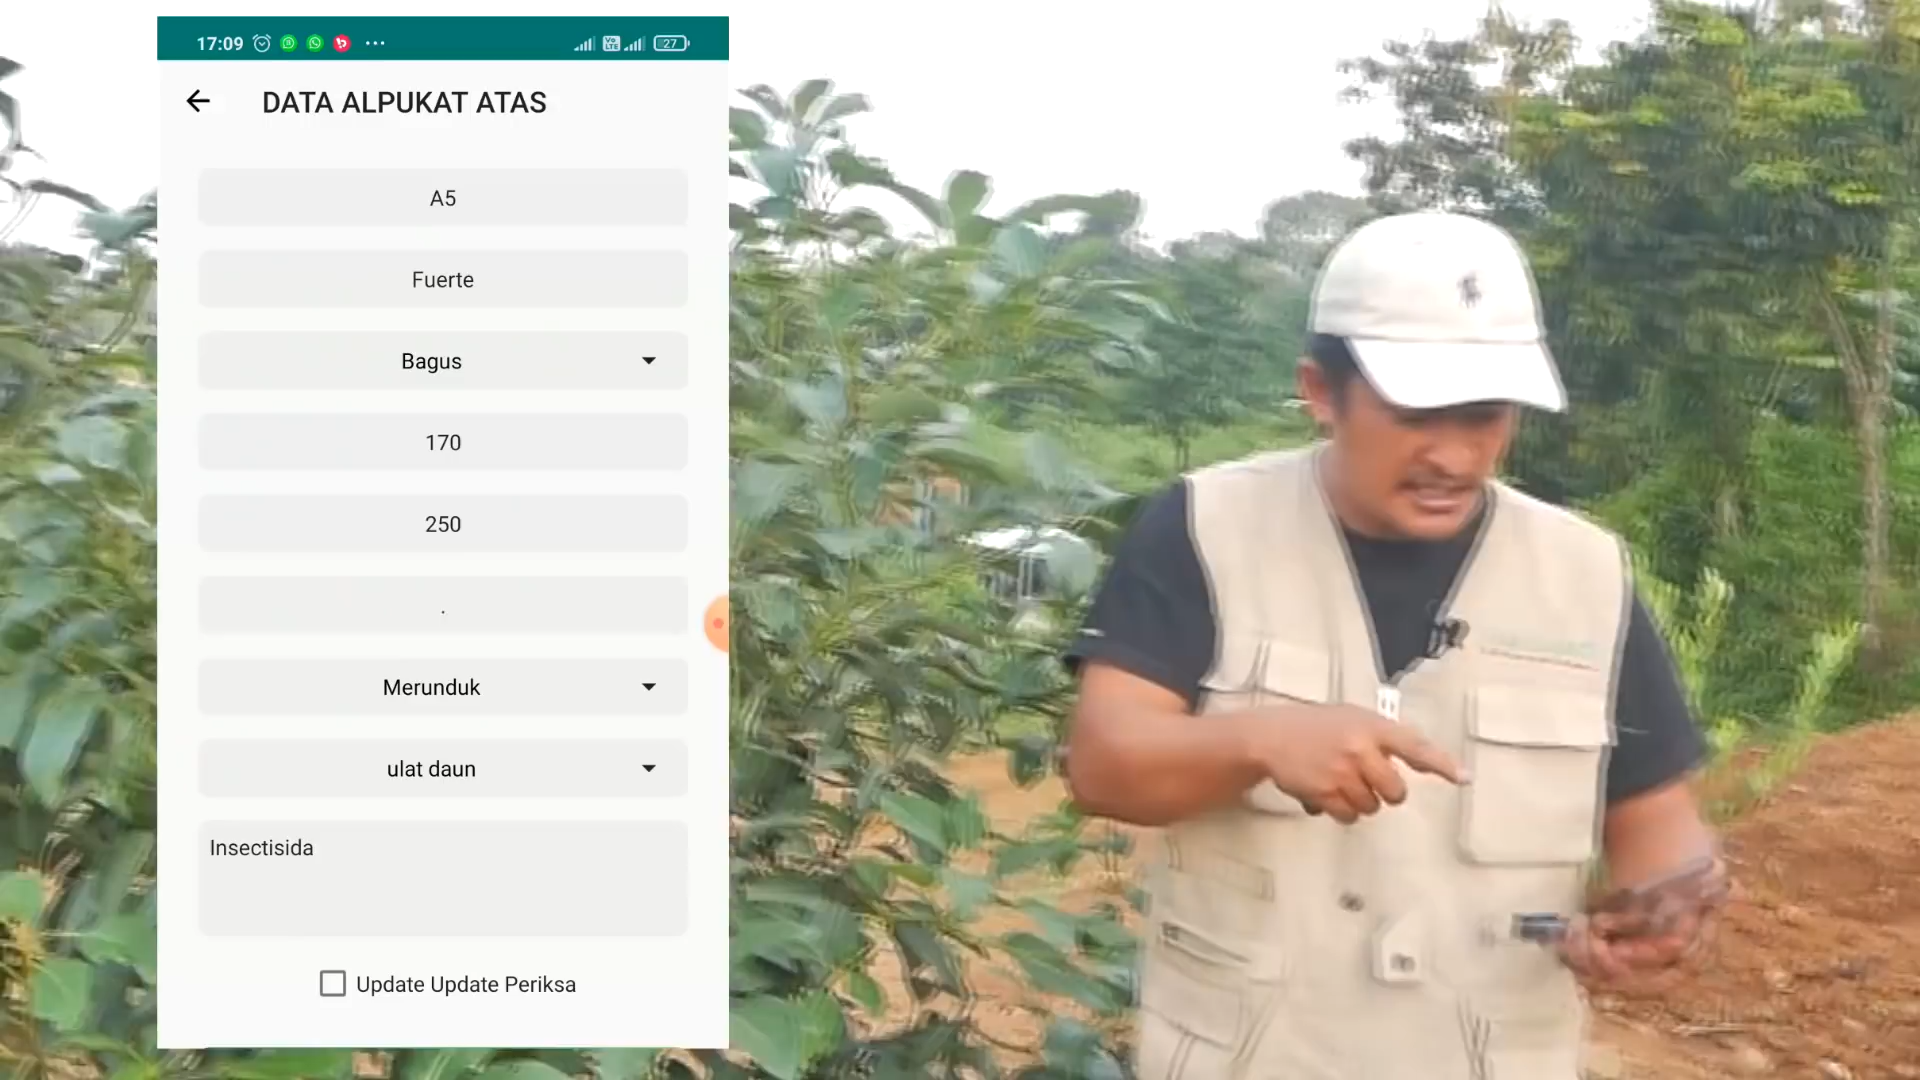 17:09
27
DATA ALPUKAT ATAS
A5
Fuerte
Bagus
170
250
.
Merunduk
ulat daun
Insectisida
Update Update Periksa